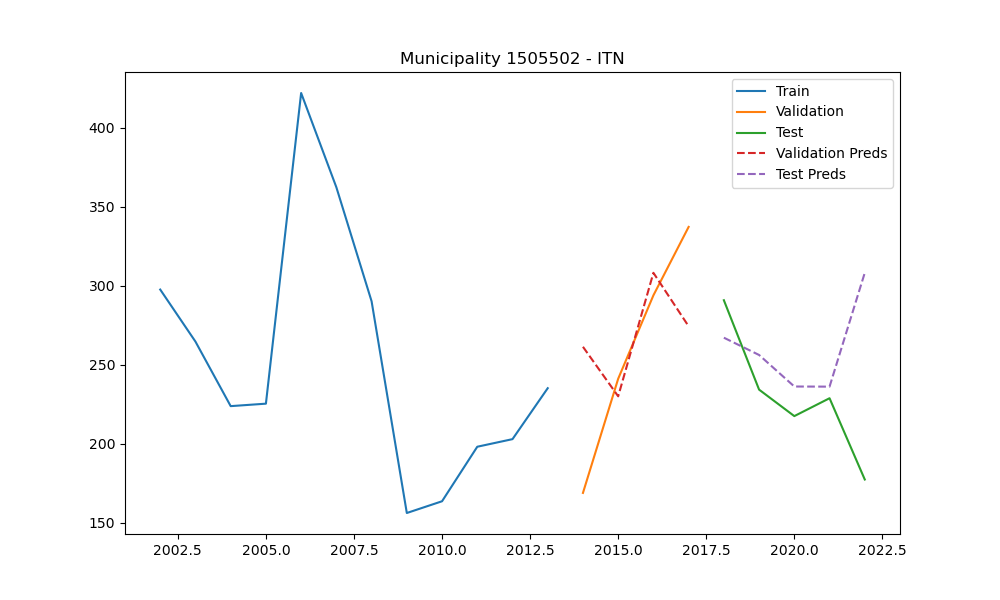 Municipality 1505502 - ITN
Train
Validation
Test
Validation Preds
Test Preds
400
350
300
250
200
150
2002.5 2005.0 2007.5 2010.0 2012.5 2015.0 2017.5 2020.0 2022.5